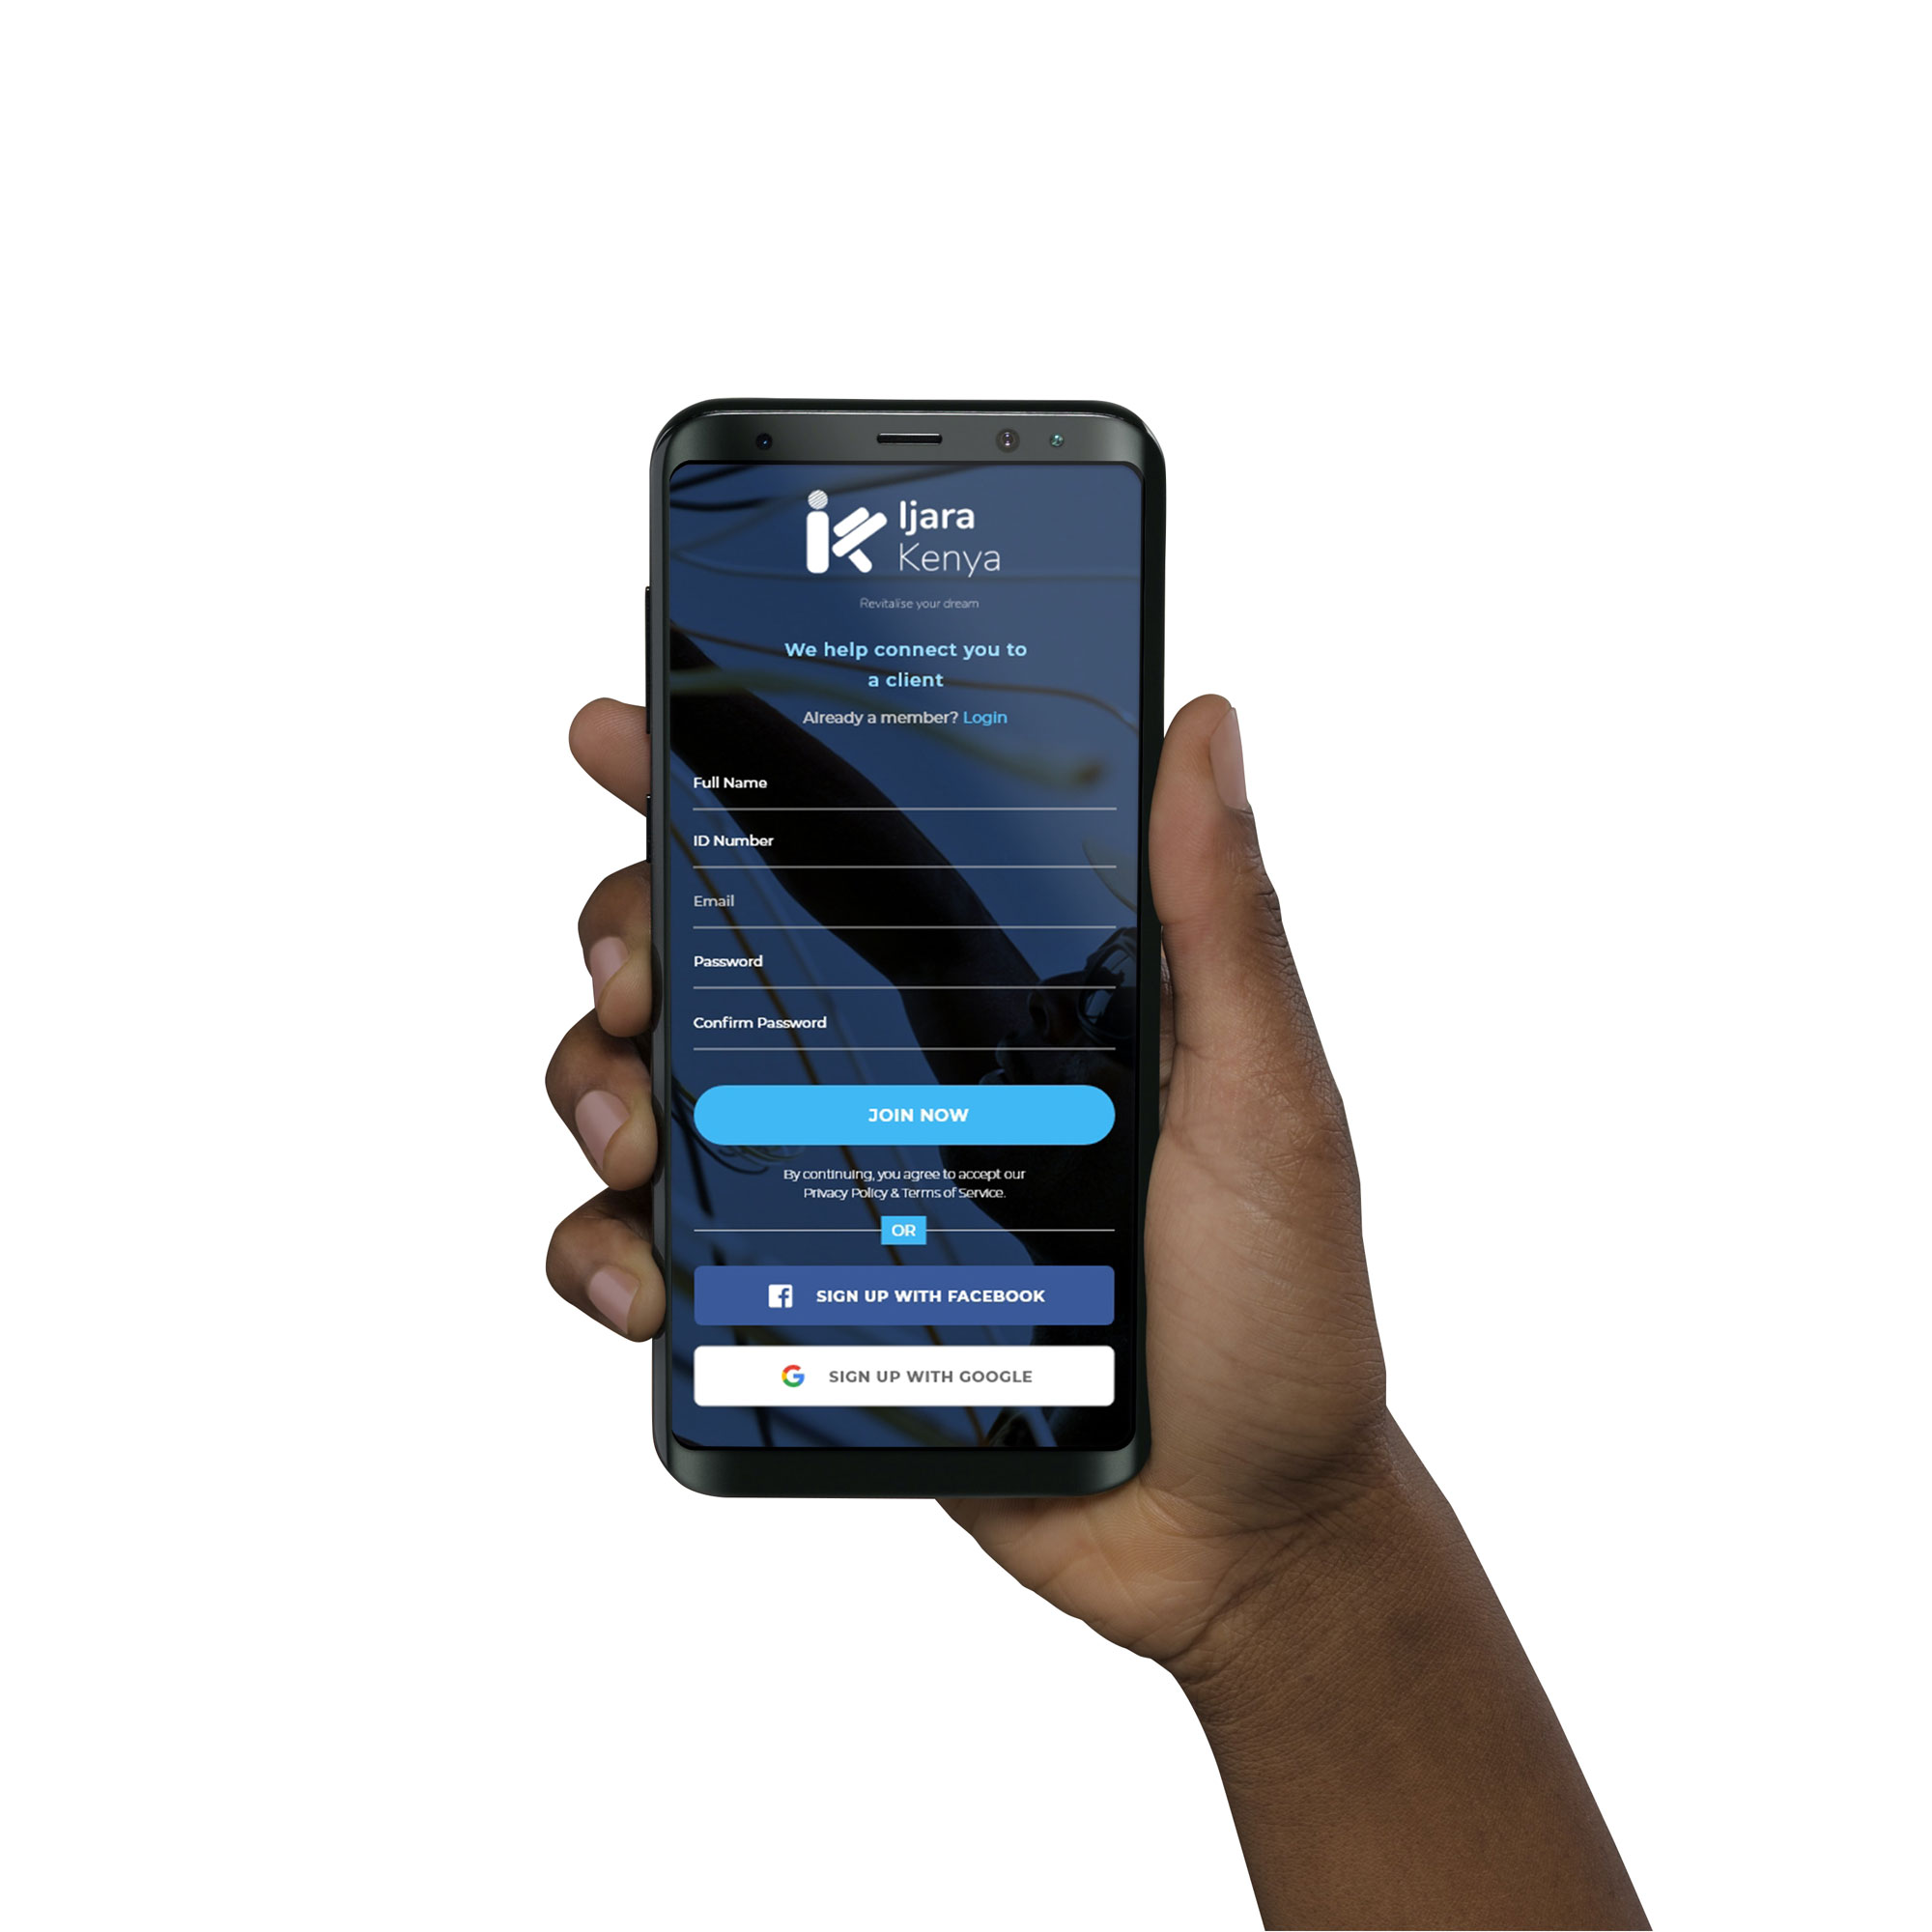 Ijara
Kenya
Revitalise your dream
We help connect you to
a client
Already a member? Login
Full Name
ID Number
Email
Password
Confirm Password
JOIN NOW
By continuing, you agree to accept our
Privacy Policy & Terms of Service.
OR
SIGN UP WITH FACEBOOK
SIGN UP WITH GOOGLE